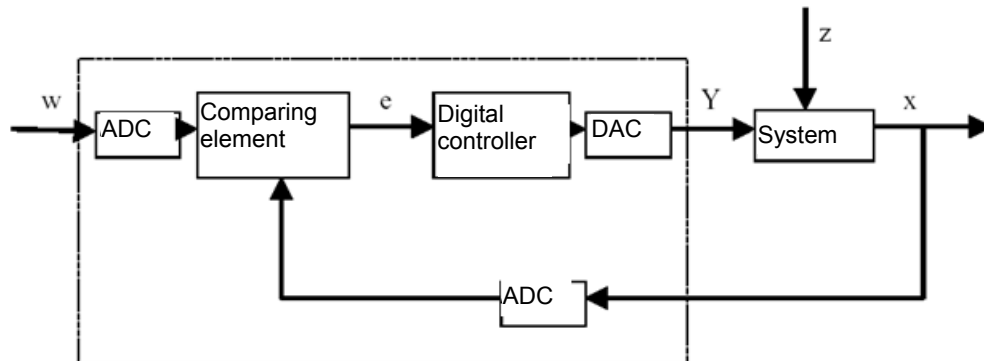 z
w
ADC
Comparing
element
e
Digital
controller
DAC
Y
System
x
ADC